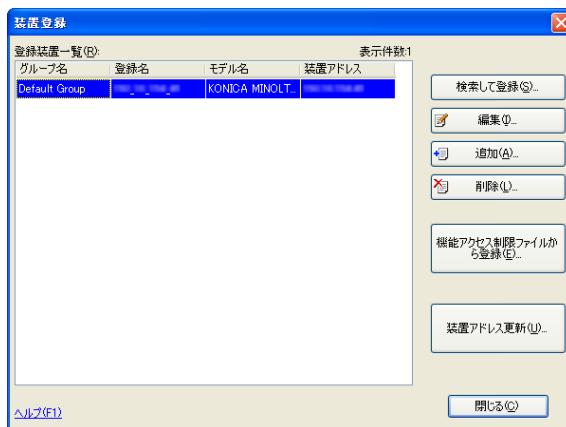 装置登録
登録装置一覧(R):
表示件数:1
グループ名 登録名 モデル名 装置アドレス
Default Group KONICA MINOLT...
検索して登録(S)...
編集(I)...
追加(A)...
削除(L)...
機能アクセス制限ファイルか
ら登録(E)...
装置アドレス更新(U)...
閉じる(C)
ヘルプ(F1)